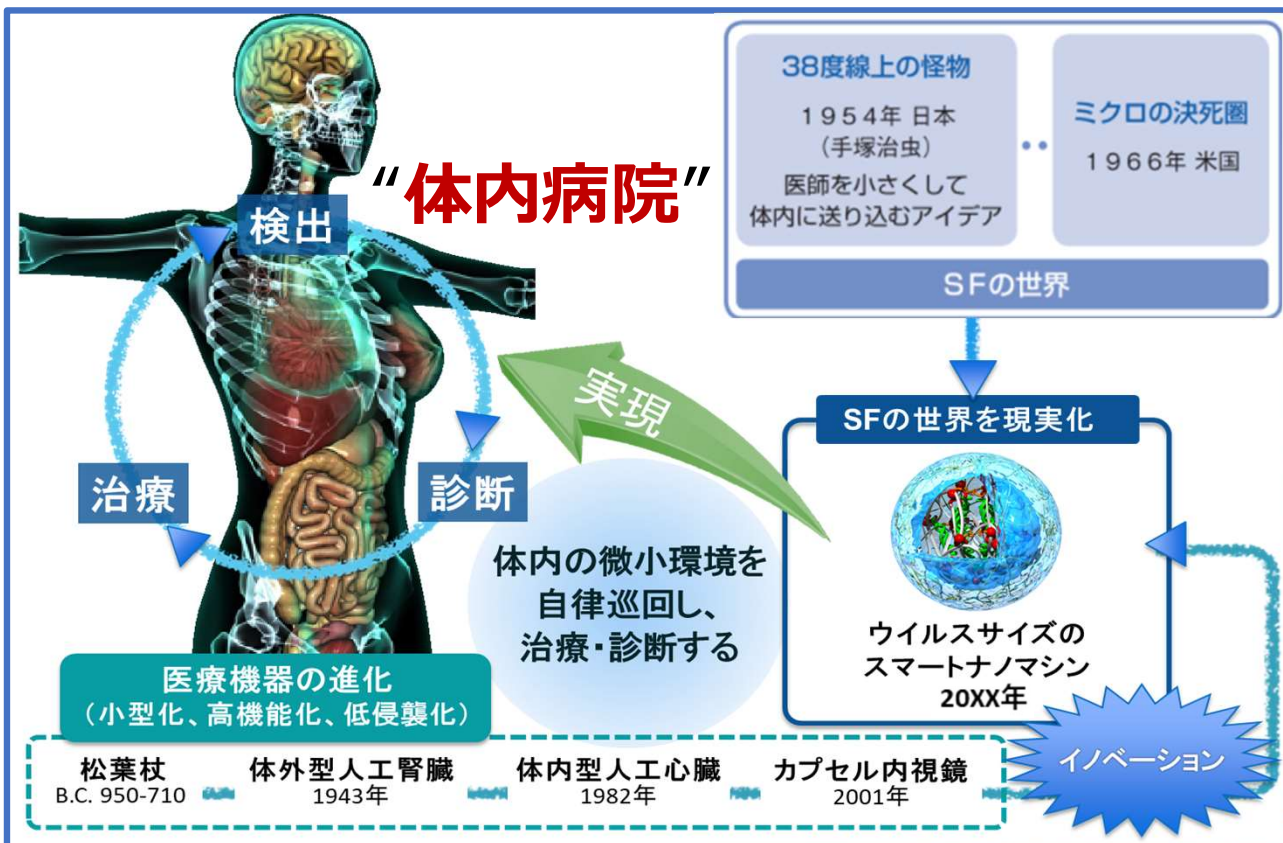 “体内病院”
検出
診断
治療
38度線上の怪物
１９５４年 日本
（手塚治虫）
医師を小さくして
体内に送り込むアイデア
ミクロの決死圏
１９６６年 米国
SFの世界
SFの世界を現実化
ウイルスサイズの
スマートナノマシン
20XX年
実現
体内の微小環境を
自律巡回し、
治療・診断する
医療機器の進化
（小型化、高機能化、低侵襲化）
松葉杖
B.C. 950-710
体外型人工腎臓
1943年
体内型人工心臓
1982年
カプセル内視鏡
2001年
イノベーション